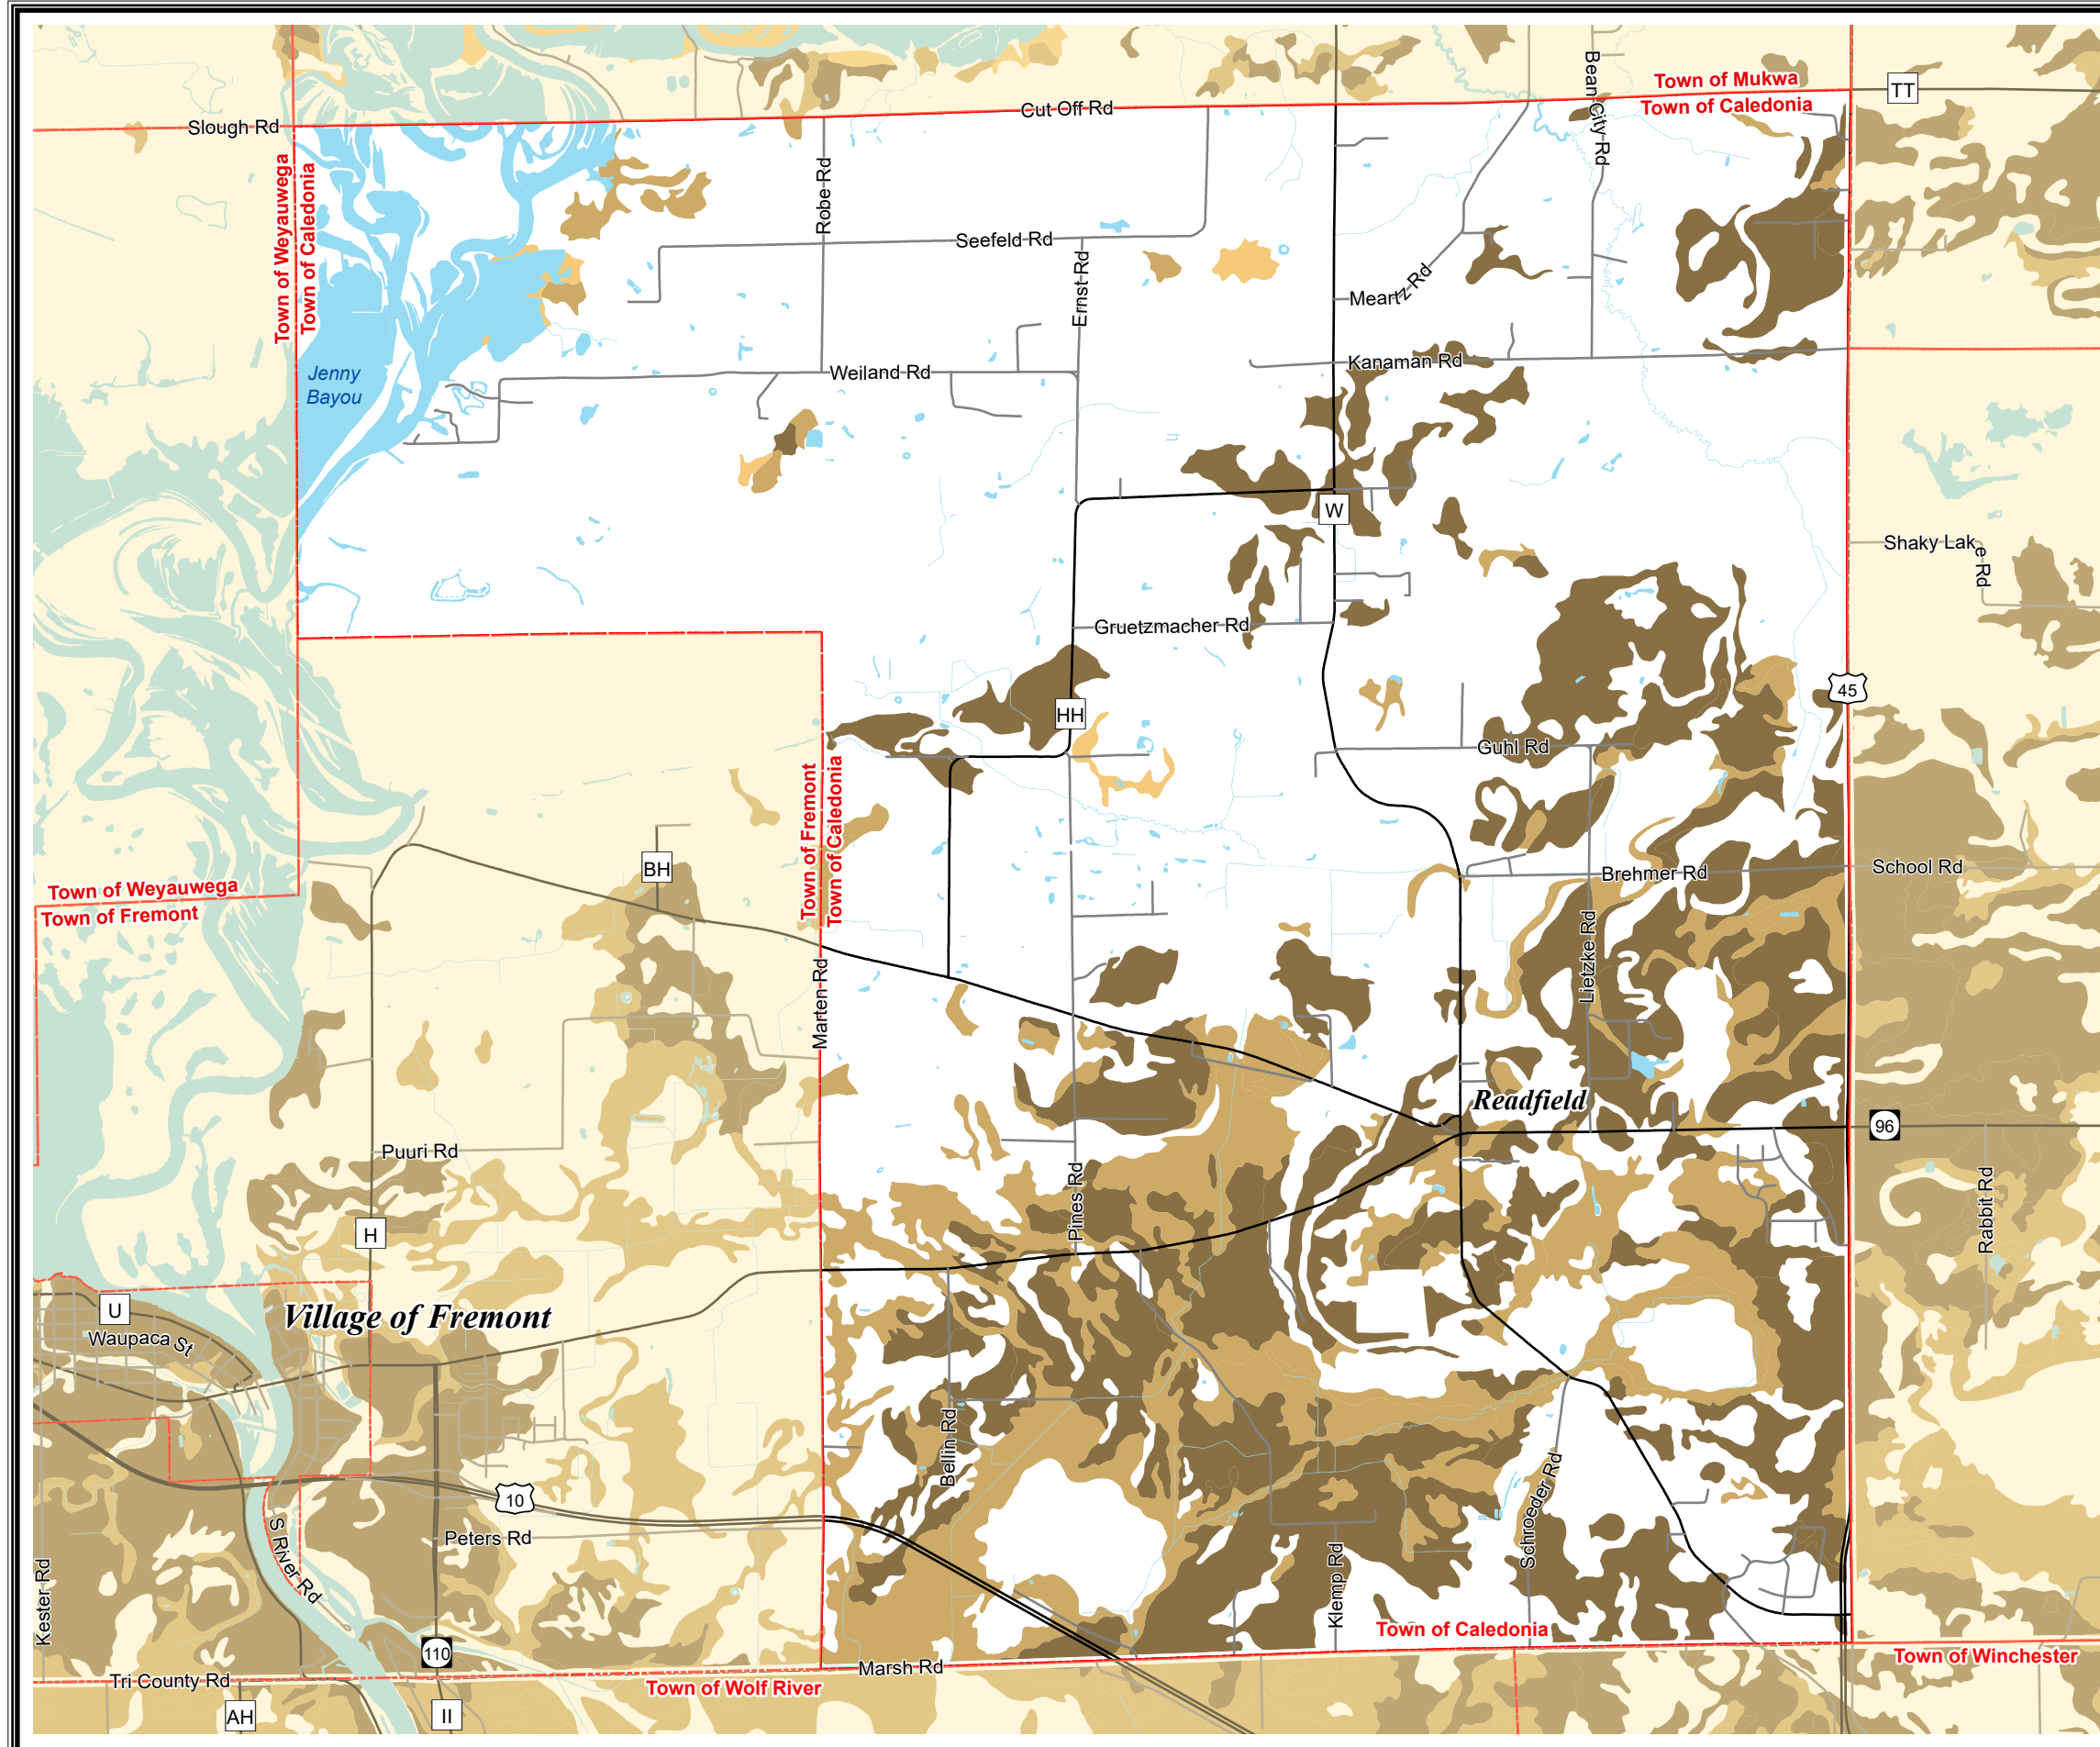 Town of Mukwa
TT
Town of Caledonia
Cut Off Rd
Slough Rd
Bean City Rd
Town of Weyauwega
Town of Caledonia
Robe Rd
Seefeld Rd
Ernst Rd
Meartz Rd
Kanaman Rd
Weiland Rd
Jenny
Bayou
W
Shaky Lake Rd
Gruetzmacher Rd
45
HH
Guhl Rd
Town of Fremont
Town of Caledonia
BH
School Rd
Brehmer Rd
Town of Weyauwega
Town of Fremont
Lietzke Rd
Marten Rd
Readfield
96
Puuri Rd
Pines Rd
Rabbit Rd
H
U
Village of Fremont
Waupaca St
Bellin Rd
10
Schroeder Rd
Peters Rd
S River Rd
Kester Rd
Klemp Rd
Town of Caledonia
110
Town of Winchester
Marsh Rd
Tri County Rd
Town of Wolf River
AH
II